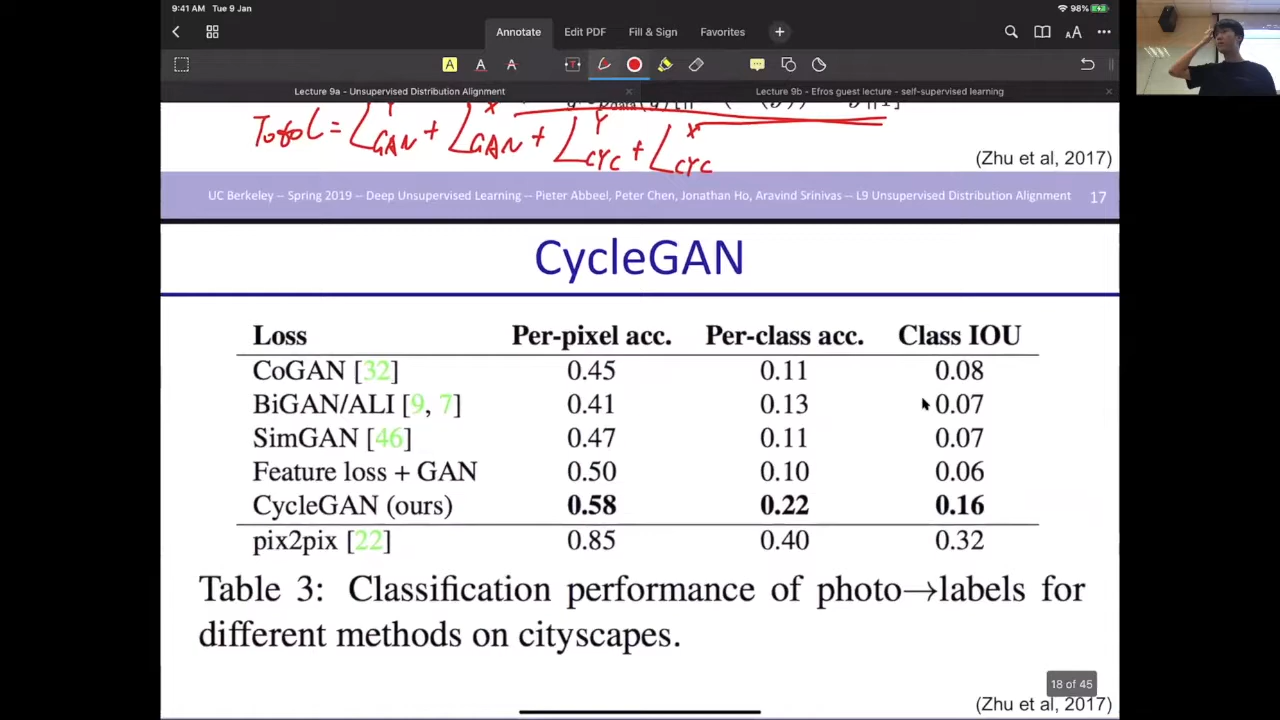 9:41 AM Tue 9 Jan
98%
Annotate Edit PDF Fill & Sign Favorites
Lecture 9a - Unsupervised Distribution Alignment
Lecture 9b - Efros guest lecture - self-supervised learning
Total = L GAN Y + L GAN X + L CYC Y + L CYC X
(Zhu et al, 2017)
UC Berkeley -- Spring 2019 -- Deep Unsupervised Learning -- Pieter Abbeel, Peter Chen, Jonathan Ho, Aravind Srinivas -- L9 Unsupervised Distribution Alignment 17
CycleGAN
Loss Per-pixel acc. Per-class acc. Class IOU
CoGAN [32] 0.45 0.11 0.08
BiGAN/ALI [9, 7] 0.41 0.13 0.07
SimGAN [46] 0.47 0.11 0.07
Feature loss + GAN 0.50 0.10 0.06
CycleGAN (ours) 0.58 0.22 0.16
pix2pix [22] 0.85 0.40 0.32
Table 3: Classification performance of photo→labels for
different methods on cityscapes.
18 of 45
(Zhu et al, 2017)